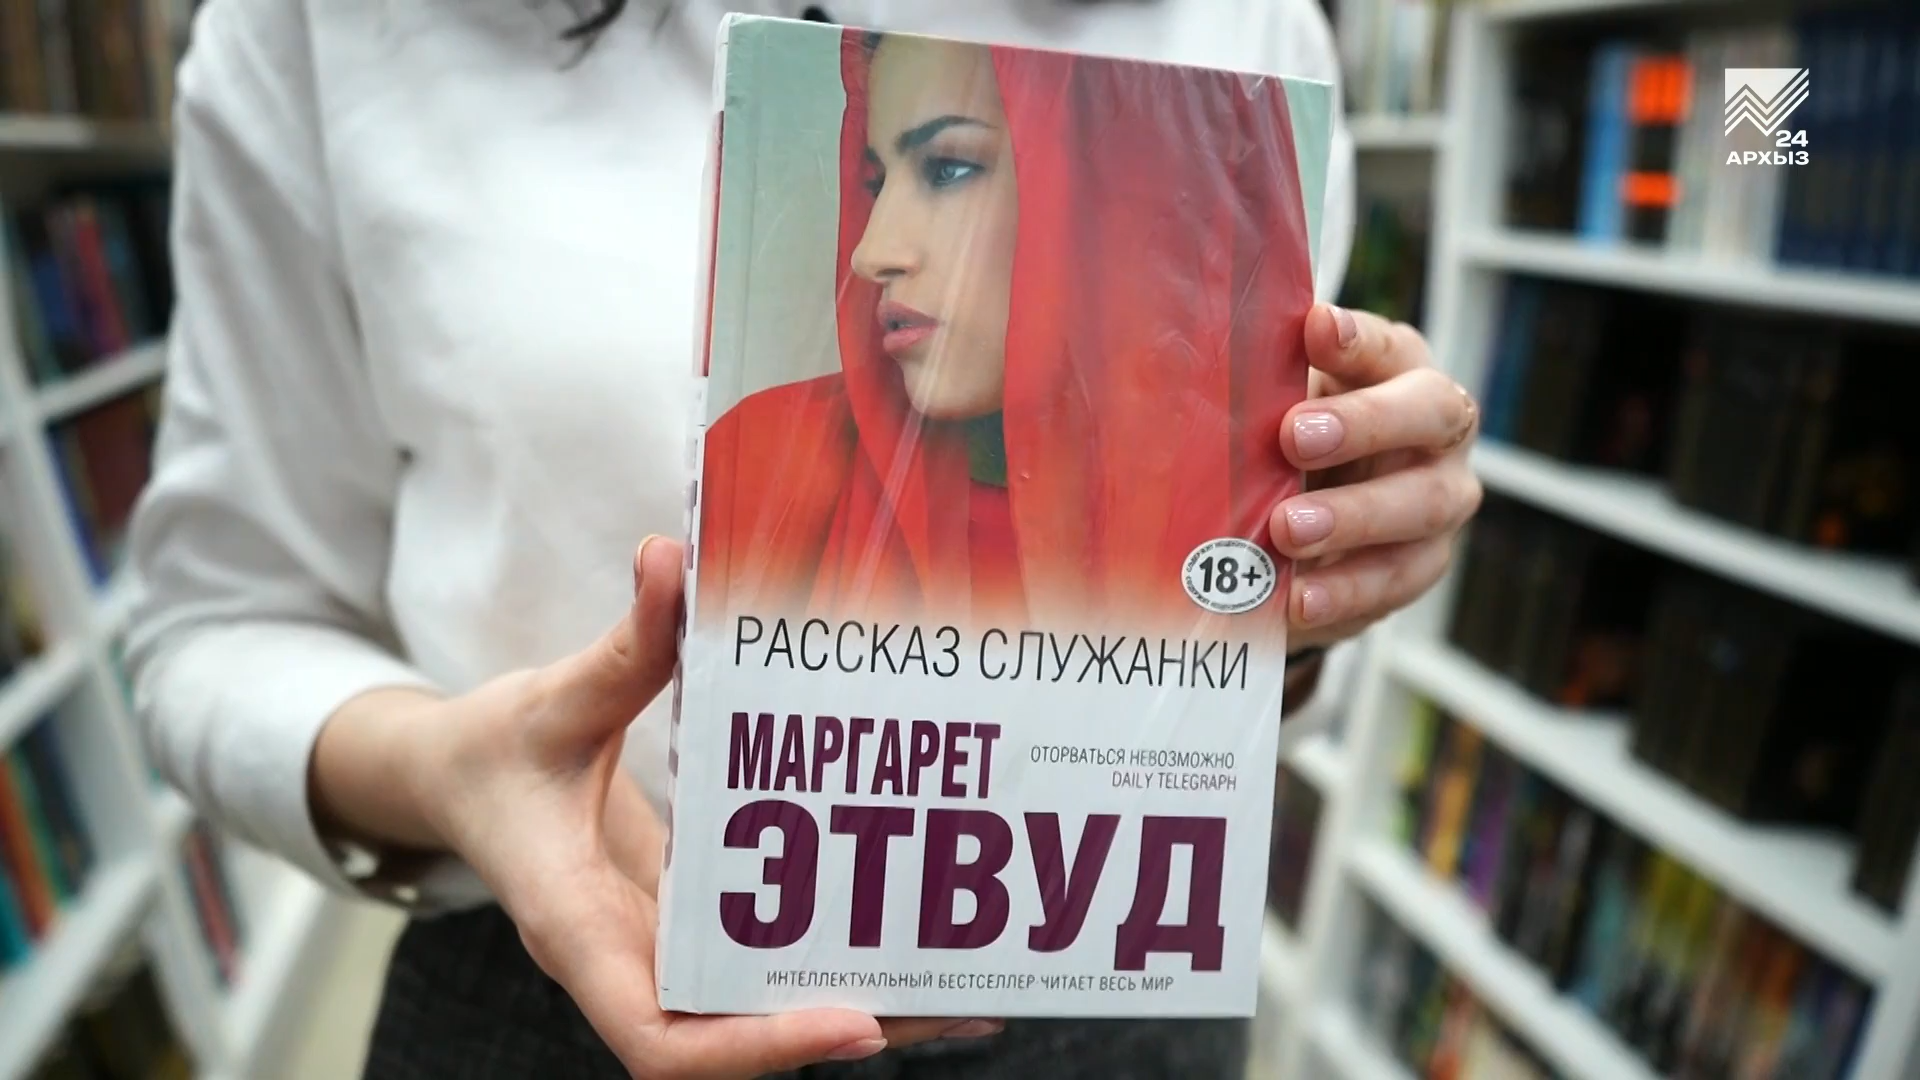 24
АРХЫЗ
18+
РАССКАЗ СЛУЖАНКИ
МАРГАРЕТ
ЭТВУД
ОТОРВАТЬСЯ НЕВОЗМОЖНО
DAILY TELEGRAPH
ИНТЕЛЛЕКТУАЛЬНЫЙ БЕСТСЕЛЛЕР·ЧИТАЕТ ВЕСЬ МИР